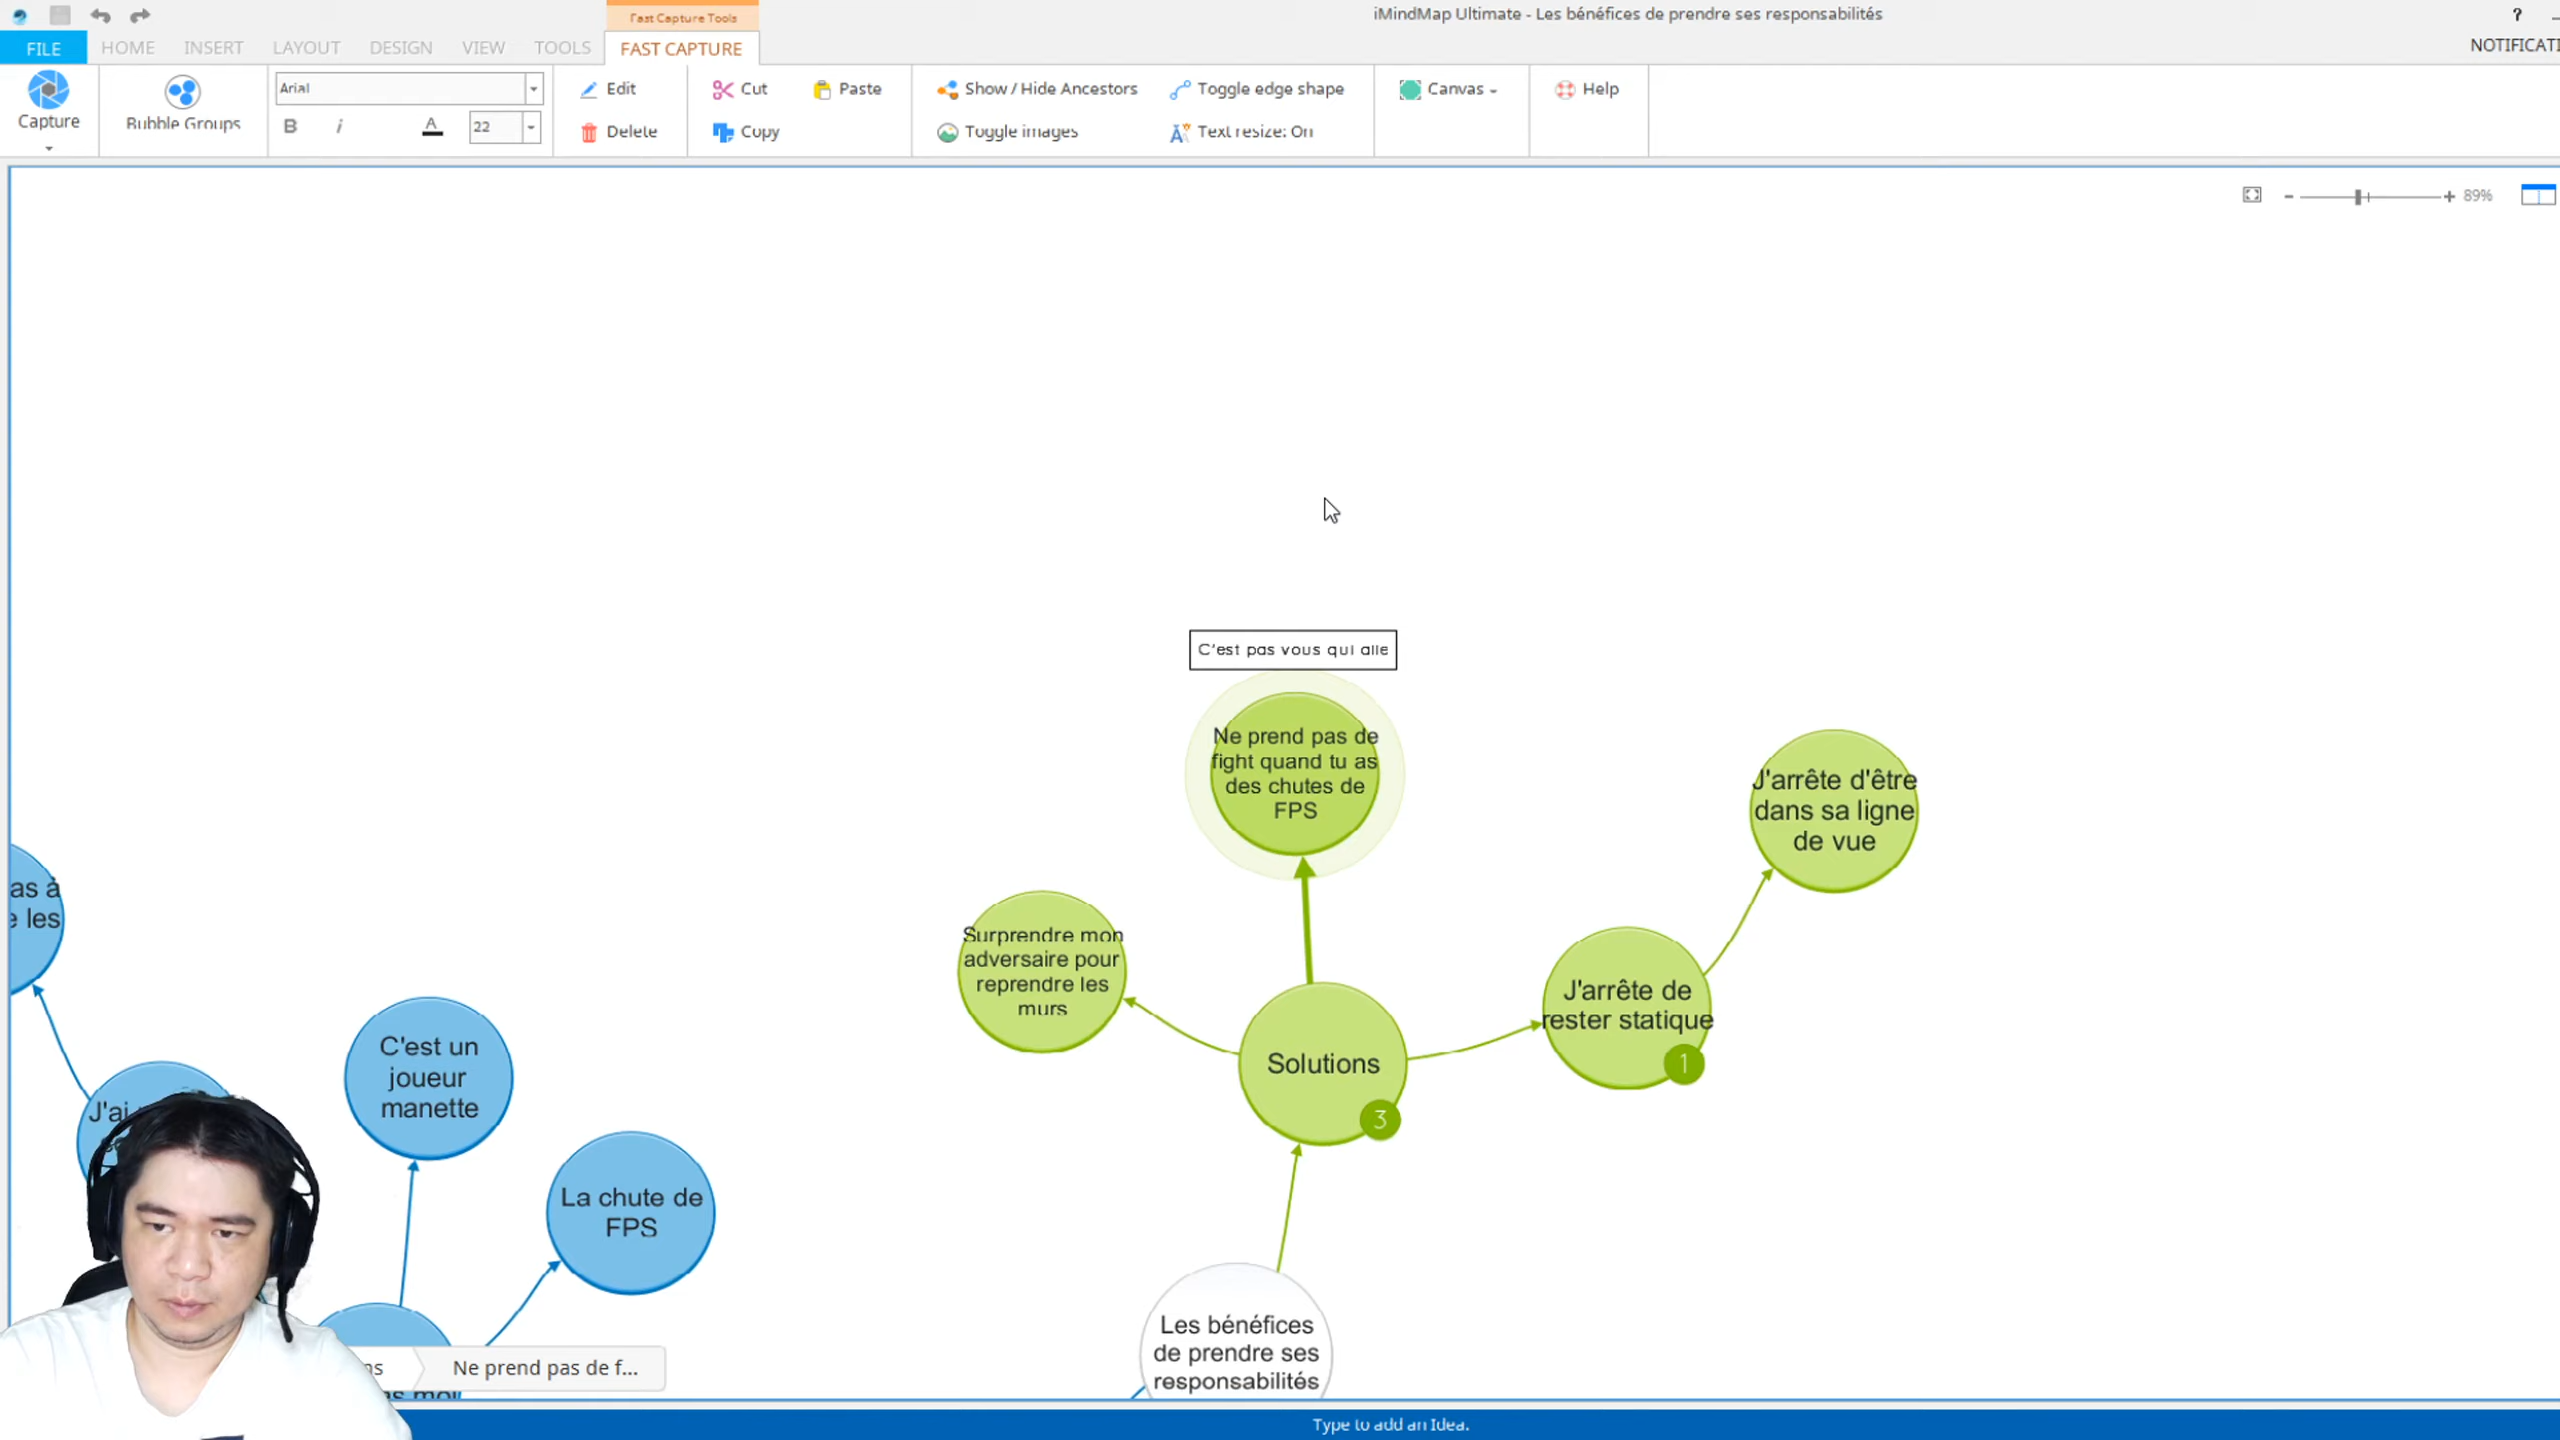 Fast Capture Tools
iMindMap Ultimate - Les bénéfices de prendre ses responsabilités
?
FILE
HOME
INSERT
LAYOUT
DESIGN
VIEW
TOOLS
FAST CAPTURE
NOTIFICATI
Capture
Bubble Groups
Arial
B
i
A
22
Edit
Delete
Cut
Copy
Paste
Show / Hide Ancestors
Toggle images
Toggle edge shape
Text resize: On
Canvas
Help
89%
C'est pas vous qui alle
Ne prend pas de
fight quand tu as
des chutes de
FPS
J'arrête d'être
dans sa ligne
de vue
as à
les
Surprendre mon
adversaire pour
reprendre les
murs
J'arrête de
rester statique
1
Solutions
3
C'est un
joueur
manette
J'ai
La chute de
FPS
Les bénéfices
de prendre ses
responsabilités
ns
Ne prend pas de f...
Type to add an Idea.